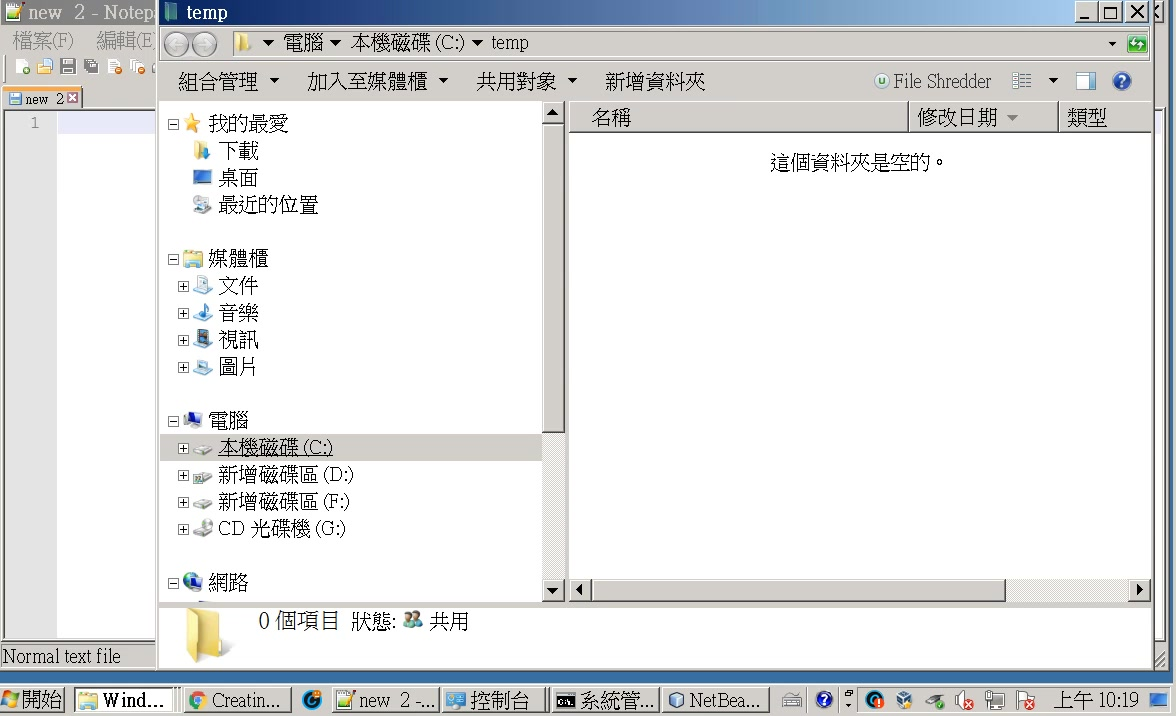 new 2 - Notep
temp
檔案(F) 編輯(E
電腦 本機磁碟 (C:) temp
組合管理 加入至媒體櫃 共用對象 新增資料夾 File Shredder
new 2
1
名稱 修改日期 類型
我的最愛
這個資料夾是空的。
下載
桌面
最近的位置
媒體櫃
文件
音樂
視訊
圖片
電腦
本機磁碟 (C:)
新增磁碟區 (D:)
新增磁碟區 (F:)
CD 光碟機 (G:)
網路
0 個項目 狀態: 共用
Normal text file
開始 Wind... Creatin... new 2 -... 控制台 系統管... NetBea... 上午 10:19